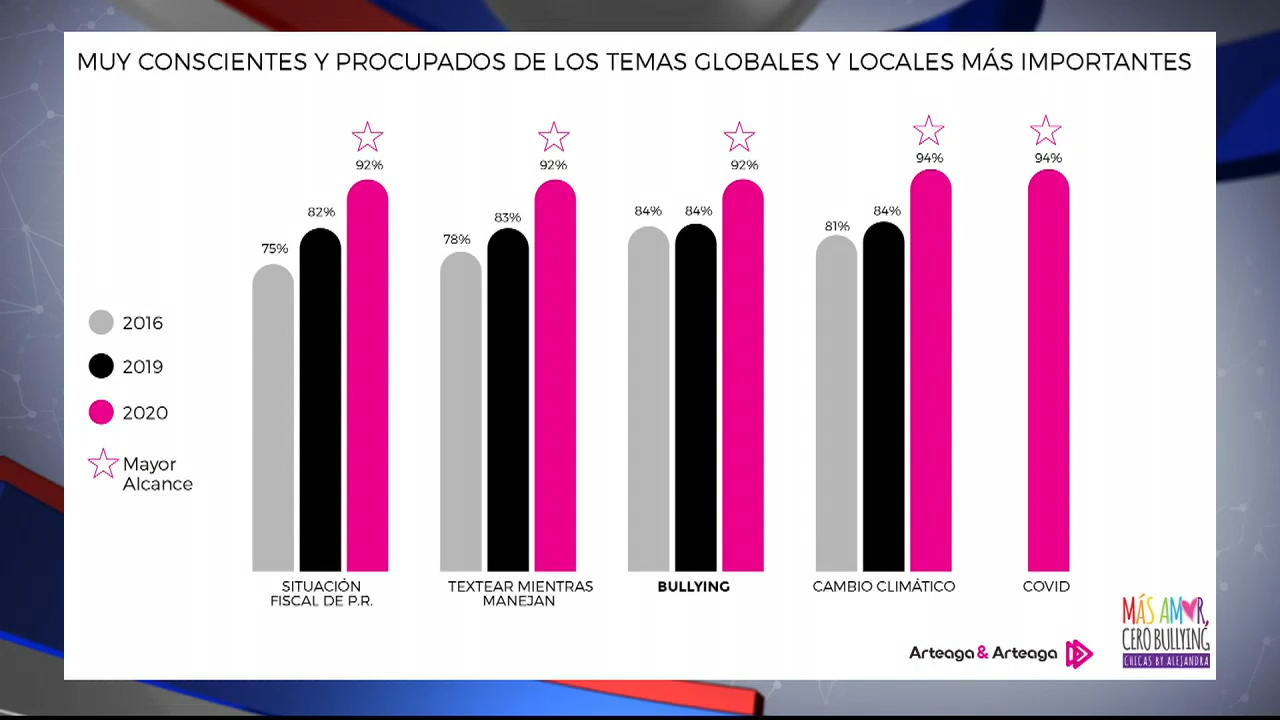 MUY CONSCIENTES Y PROCUPADOS DE LOS TEMAS GLOBALES Y LOCALES MÁS IMPORTANTES
75%
82%
92%
78%
83%
92%
84%
84%
92%
81%
84%
94%
94%
2016
2019
2020
Mayor
Alcance
SITUACIÓN
FISCAL DE P.R.
TEXTEAR MIENTRAS
MANEJAN
BULLYING
CAMBIO CLIMÁTICO
COVID
Arteaga & Arteaga
MÁS AMOR,
CERO BULLYING
CHICAS BY ALEJANDRA